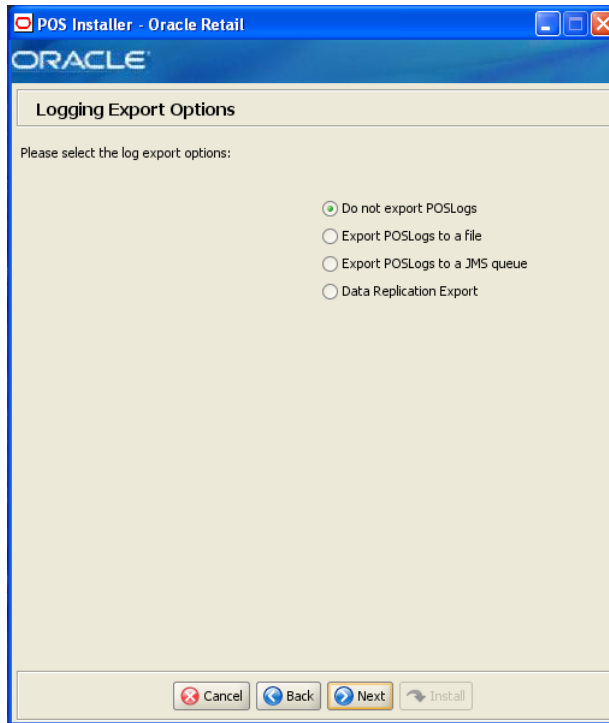 POS Installer - Oracle Retail
ORACLE
Logging Export Options
Please select the log export options:
Do not export POSLogs
Export POSLogs to a file
Export POSLogs to a JMS queue
Data Replication Export
Cancel Back Next Install